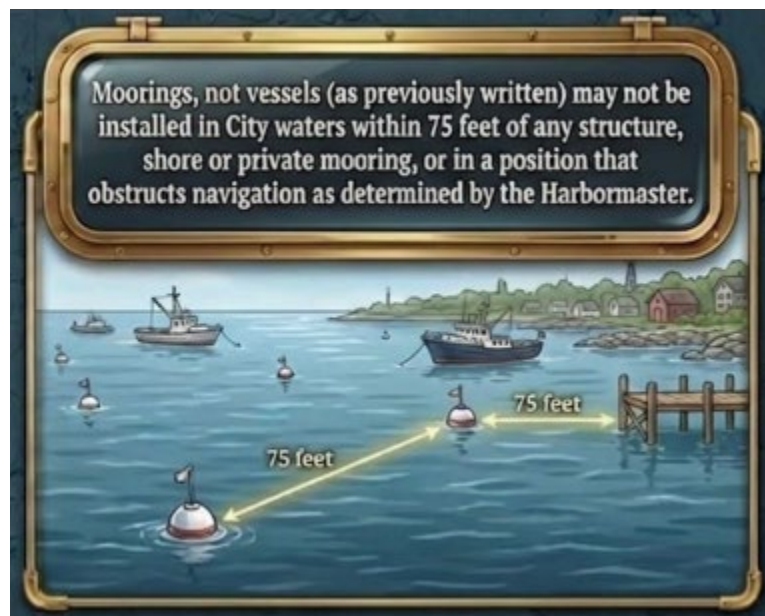 Moorings, not vessels (as previously written) may not be
installed in City waters within 75 feet of any structure,
shore or private mooring, or in a position that
obstructs navigation as determined by the Harbormaster.
75 feet
75 feet